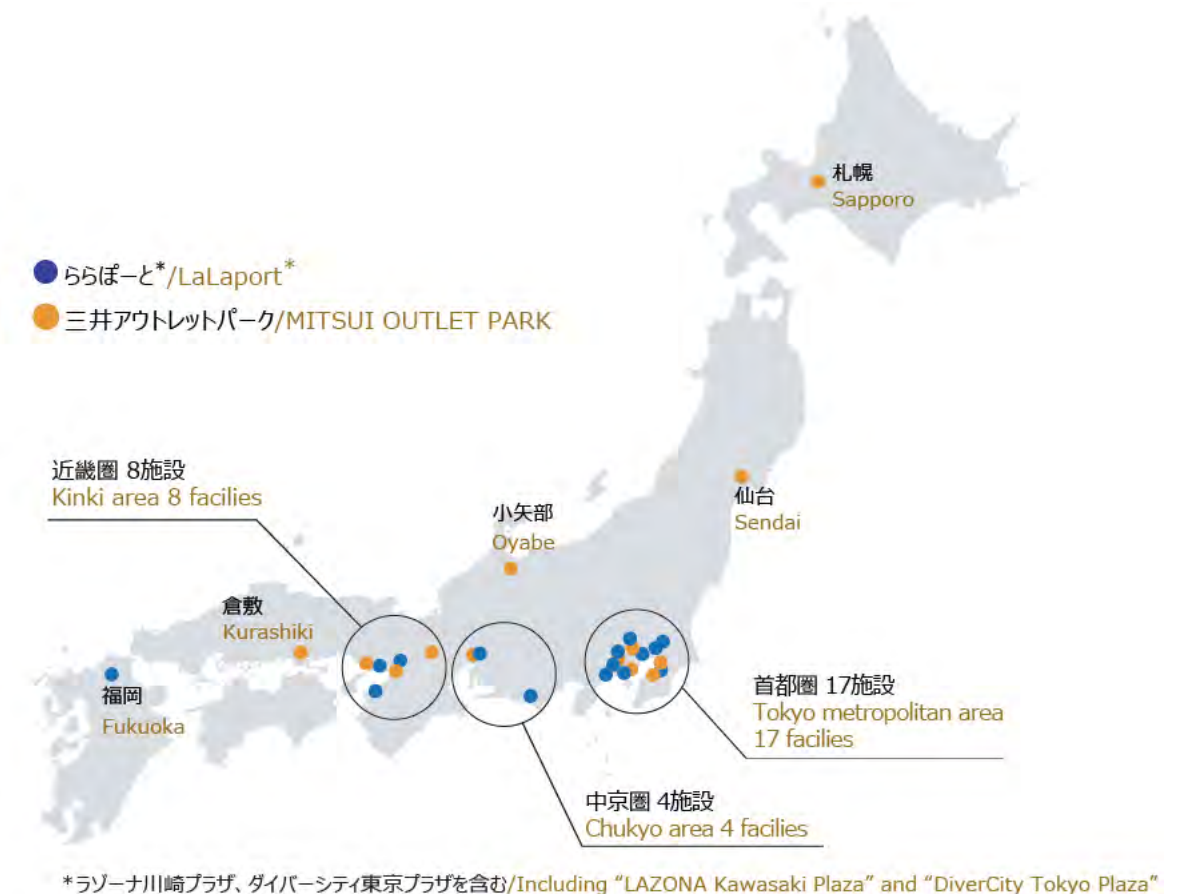 札幌
Sapporo
ららぽーと*/LaLaport*
三井アウトレットパーク/MITSUI OUTLET PARK
近畿圏 8施設
Kinki area 8 facilies
小矢部
Oyabe
仙台
Sendai
倉敷
Kurashiki
福岡
Fukuoka
首都圏 17施設
Tokyo metropolitan area
17 facilies
中京圏 4施設
Chukyo area 4 facilies
*ラゾーナ川崎プラザ、ダイバーシティ東京プラザを含む/Including “LAZONA Kawasaki Plaza” and “DiverCity Tokyo Plaza”